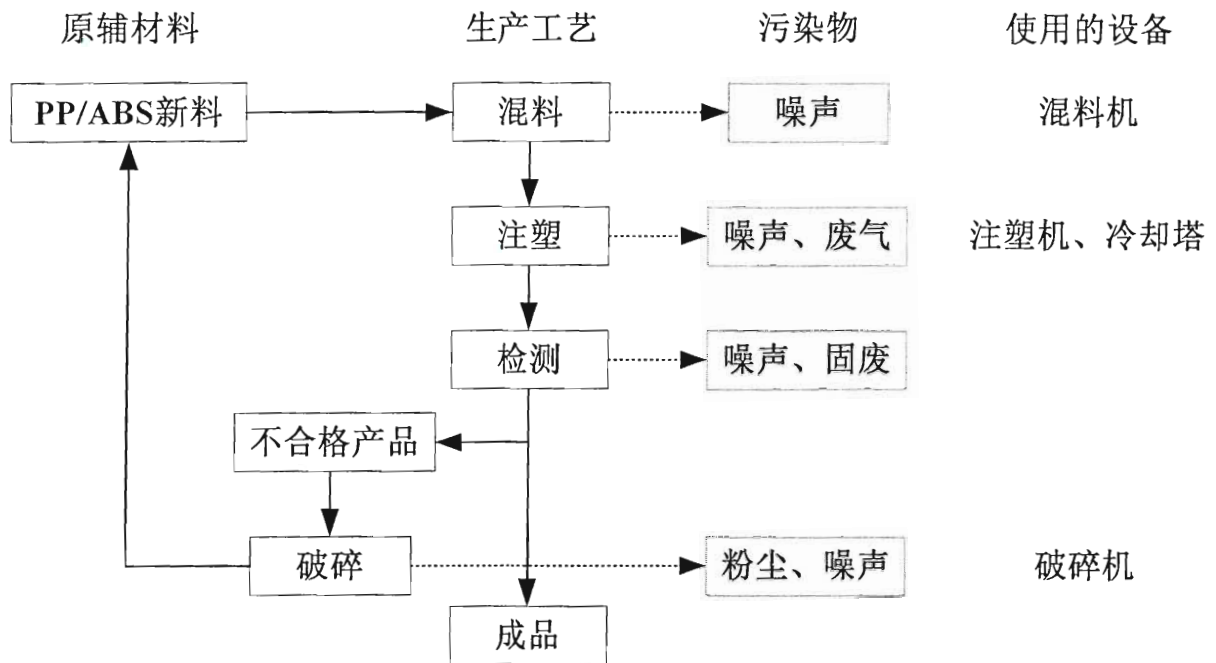 原辅材料 生产工艺 污染物 使用的设备
PP/ABS新料 混料 噪声 混料机
注塑 噪声、废气 注塑机、冷却塔
检测 噪声、固废
不合格产品
破碎 粉尘、噪声 破碎机
成品